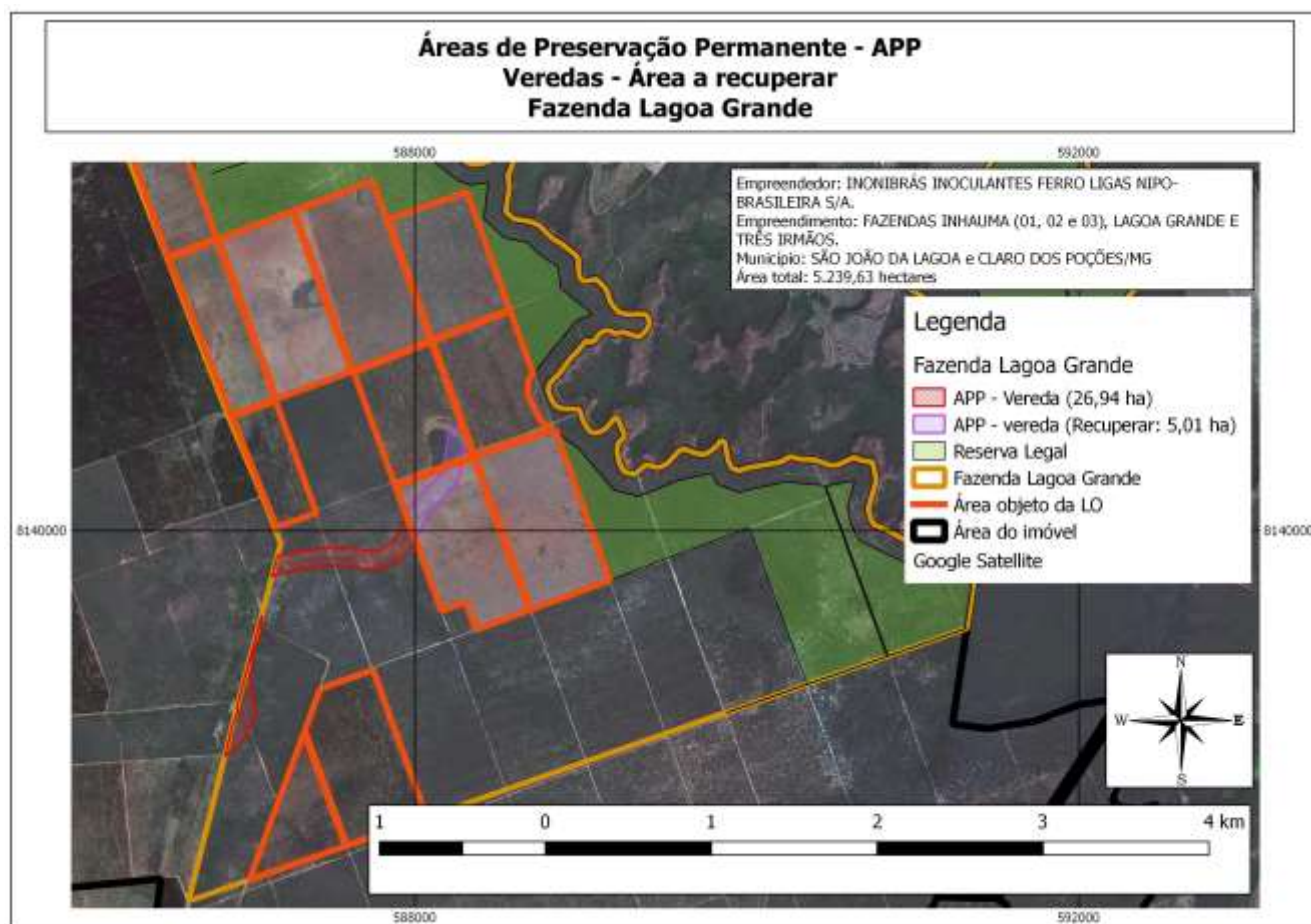 Áreas de Preservação Permanente - APP
Veredas - Área a recuperar
Fazenda Lagoa Grande
588000
592000
Empreendedor: INONIBRÁS INOCULANTES FERRO LIGAS NIPO-
BRASILEIRA S/A.
Empreendimento: FAZENDAS INHAUMA (01, 02 e 03), LAGOA GRANDE E
TRÊS IRMÃOS.
Municipio: SÃO JOÃO DA LAGOA e CLARO DOS POÇÕES/MG
Área total: 5.239,63 hectares
Legenda
Fazenda Lagoa Grande
APP - Vereda (26,94 ha)
APP - vereda (Recuperar: 5,01 ha)
Reserva Legal
Fazenda Lagoa Grande
Área objeto da LO
Área do imóvel
Google Satellite
8140000
8140000
N
W
E
S
1 0 1 2 3 4 km
588000
592000